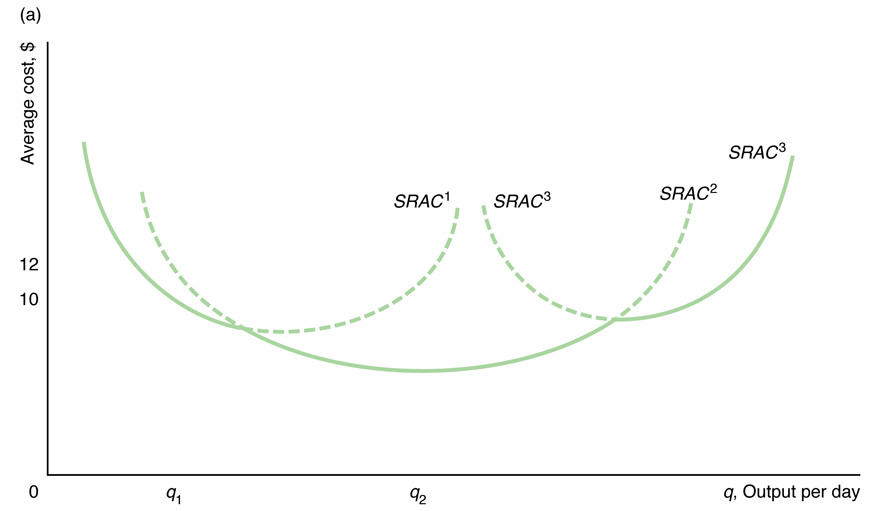 (a)
Average cost, $
SRAC³
SRAC¹
SRAC³
SRAC²
12
10
0
q₁
q₂
q, Output per day